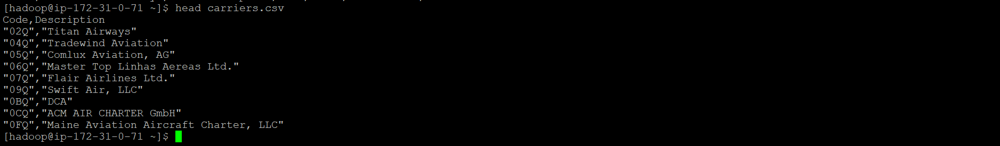 [hadoop@ip-172-31-0-71 ~]$ head carriers.csv
Code,Description
"02Q","Titan Airways"
"04Q","Tradewind Aviation"
"05Q","Comlux Aviation, AG"
"06Q","Master Top Linhas Aereas Ltd."
"07Q","Flair Airlines Ltd."
"09Q","Swift Air, LLC"
"0BQ","DCA"
"0CQ","ACM AIR CHARTER GmbH"
"0FQ","Maine Aviation Aircraft Charter, LLC"
[hadoop@ip-172-31-0-71 ~]$